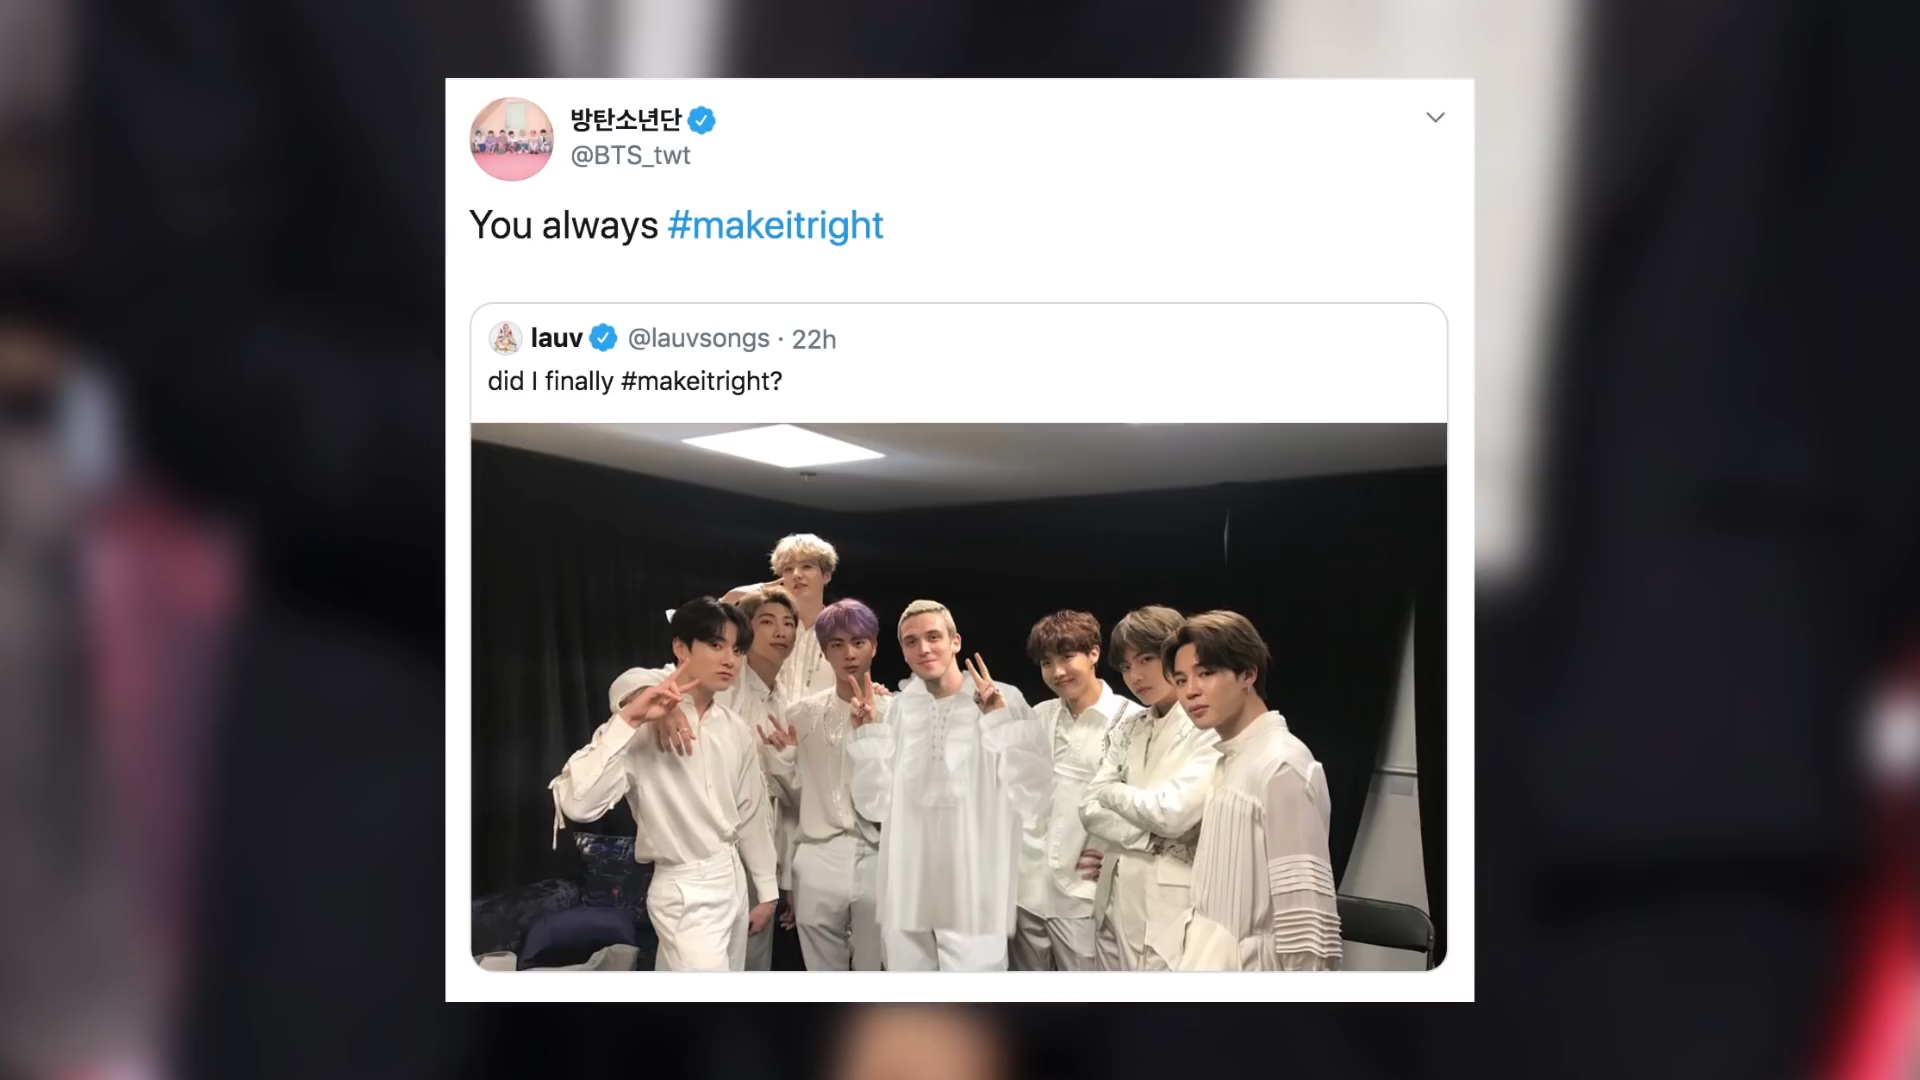 방탄소년단
@BTS_twt
You always #makeitright
lauv @lauvsongs · 22h
did I finally #makeitright?